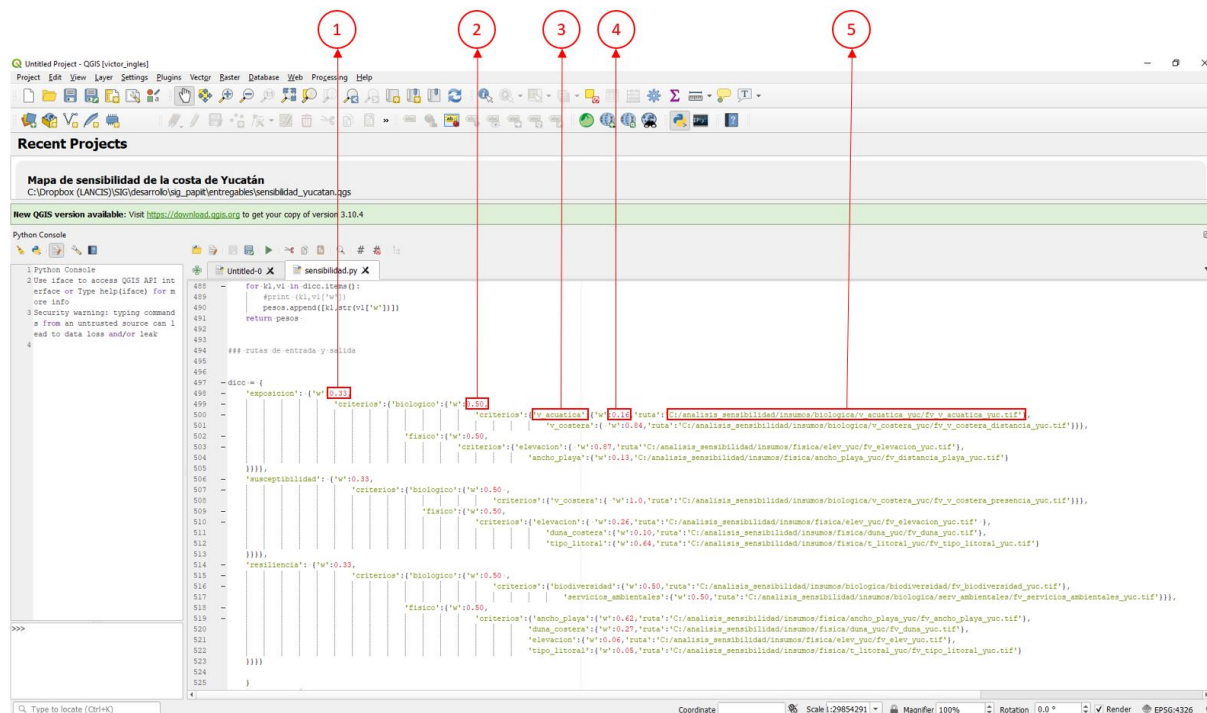 1 2 3 4 5
Untitled Project - QGIS [victor_ingles]
Project Edit View Layer Settings Plugins Vector Raster Database Web Processing Help
Recent Projects
Mapa de sensibilidad de la costa de Yucatán
C:\Dropbox (LANCIS)\SIG\desarrollo\sig_papiit\entregables\sensibilidad_yucatan.qgs
New QGIS version available: Visit https://download.qgis.org to get your copy of version 3.10.4
Python Console
1 Python Console
2 Use iface to access QGIS API int
erface or Type help(iface) for m
ore info
3 Security warning: typing command
s from an untrusted source can l
ead to data loss and/or leak
4
>>>
Untitled-0 X sensibilidad.py X
488 for k1,v1 in dicc.items():
489 #print (k1,v1['w'])
490 pesos.append([k1,str(v1['w'])])
491 return pesos
492
493
494 ### rutas de entrada y salida
495
496
497 dicc = {
498 'exposicion': {'w':0.33,
499 'criterios':{'biologico':{'w':0.50,
500 'criterios':{'v_acuatica':{'w':0.16,'ruta':'C:/analisis_sensibilidad/insumos/biologica/v_acuatica_yuc/fv_v_acuatica_yuc.tif'},
501 'v_costera':{ 'w':0.84,'ruta':'C:/analisis_sensibilidad/insumos/biologica/v_costera_yuc/fv_v_costera_distancia_yuc.tif'}}},
502 'fisico':{'w':0.50,
503 'criterios':{'elevacion':{ 'w':0.87,'ruta''C:/analisis_sensibilidad/insumos/fisica/elev_yuc/fv_elevacion_yuc.tif'},
504 'ancho_playa':{'w':0.13,'C:/analisis_sensibilidad/insumos/fisica/ancho_playa_yuc/fv_distancia_playa_yuc.tif'}
505 }}}},
506 'susceptibilidad': {'w':0.33,
507 'criterios':{'biologico':{'w':0.50 ,
508 'criterios':{'v_costera':{ 'w':1.0,'ruta':'C:/analisis_sensibilidad/insumos/biologica/v_costera_yuc/fv_v_costera_presencia_yuc.tif'}}},
509 'fisico':{'w':0.50,
510 'criterios':{'elevacion':{ 'w':0.26,'ruta':'C:/analisis_sensibilidad/insumos/fisica/elev_yuc/fv_elevacion_yuc.tif' },
511 'duna_costera':{'w':0.10,'ruta':'C:/analisis_sensibilidad/insumos/fisica/duna_yuc/fv_duna_yuc.tif'},
512 'tipo_litoral':{'w':0.64,'ruta':'C:/analisis_sensibilidad/insumos/fisica/t_litoral_yuc/fv_tipo_litoral_yuc.tif'}
513 }}}},
514 'resiliencia': {'w':0.33,
515 'criterios':{'biologico':{'w':0.50 ,
516 'criterios':{'biodiversidad':{'w':0.50,'ruta':'C:/analisis_sensibilidad/insumos/biologica/biodiversidad/fv_biodiversidad_yuc.tif'},
517 'servicios_ambientales':{'w':0.50,'ruta':'C:/analisis_sensibilidad/insumos/biologica/serv_ambientales/fv_servicios_ambientales_yuc.tif'}}},
518 'fisico':{'w':0.50,
519 'criterios':{'ancho_playa':{'w':0.62,'ruta':'C:/analisis_sensibilidad/insumos/fisica/ancho_playa_yuc/fv_ancho_playa_yuc.tif'},
520 'duna_costera':{'w':0.27,'ruta':'C:/analisis_sensibilidad/insumos/fisica/duna_yuc/fv_duna_yuc.tif'},
521 'elevacion':{'w':0.06,'ruta':'C:/analisis_sensibilidad/insumos/fisica/elev_yuc/fv_elev_yuc.tif'},
522 'tipo_litoral':{'w':0.05,'ruta':'C:/analisis_sensibilidad/insumos/fisica/t_litoral_yuc/fv_tipo_litoral_yuc.tif'}
523 }}}}
524
525 }
Type to locate (Ctrl+K) Coordinate Scale 1:29854291 Magnifier 100% Rotation 0.0 ° Render EPSG:4326